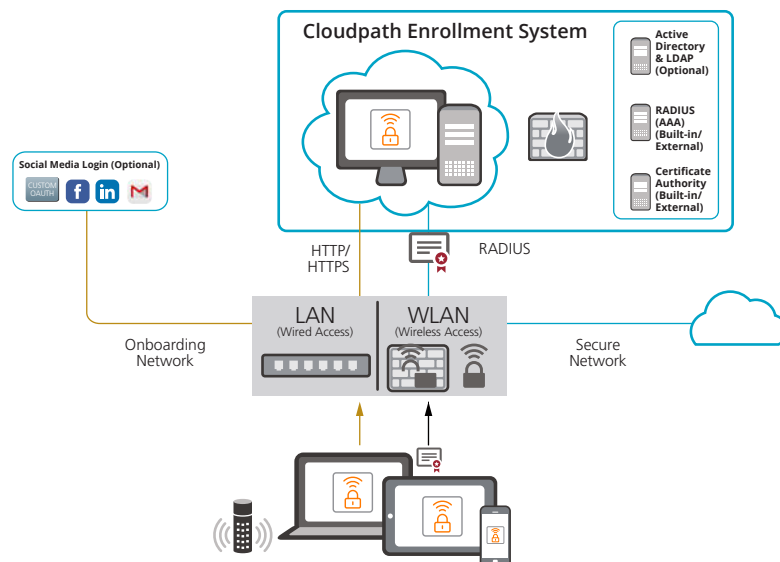 Cloudpath Enrollment System
Active
Directory
& LDAP
(Optional)
RADIUS
(AAA)
(Built-in/
External)
Certificate
Authority
(Built-in/
External)
Social Media Login (Optional)
CUSTOM
OAUTH
f
in
M
HTTP/
HTTPS
RADIUS
LAN
(Wired Access)
WLAN
(Wireless Access)
Onboarding
Network
Secure
Network